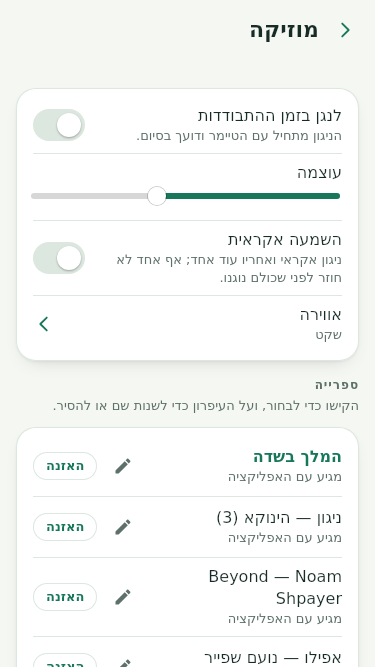 מוזיקה
לנגן בזמן ההתבודדות
הניגון מתחיל עם הטיימר ודועך בסיום.
עוצמה
השמעה אקראית
ניגון אקראי ואחריו עוד אחד; אף אחד לא
חוזר לפני שכולם נוגנו.
אווירה
שקט
ספרייה
הקישו כדי לבחור, ועל העיפרון כדי לשנות שם או להסיר.
המלך בשדה
מגיע עם האפליקציה
האזנה
ניגון — הינוקא (3)
מגיע עם האפליקציה
האזנה
Beyond — Noam
Shpayer
מגיע עם האפליקציה
האזנה
אפילו — נועם שפייר
האזנה